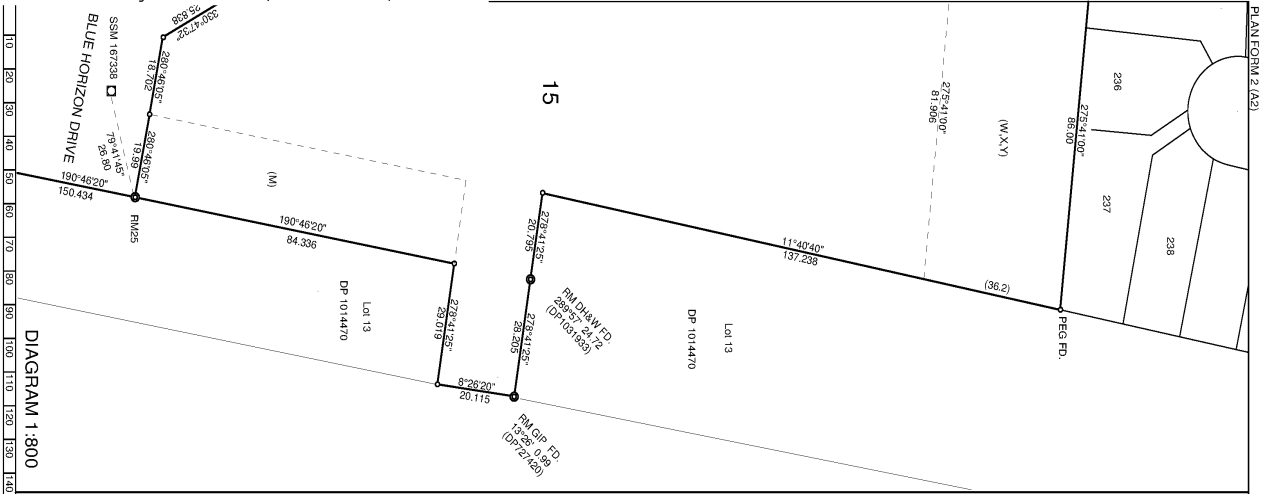 PLAN FORM 2 (A2)
10
20
30
40
50
60
70
80
90
100
110
120
130
140
DIAGRAM 1:800
BLUE HORIZON DRIVE
SSM 167338
79°41'45"
26.80
330°47'32"
25.838
280°46'05"
18.702
280°46'05"
19.99
190°46'20"
150.434
RM25
(M)
190°46'20"
84.336
Lot 13
DP 1014470
278°41'25"
29.019
8°26'20"
20.115
RM GIP FD.
13°26' 0.99
(DP727420)
278°41'25"
28.205
278°41'25"
20.795
RM DH&W FD.
289°57' 24.72
(DP1031933)
15
11°40'40"
137.238
(36.2)
Lot 13
DP 1014470
275°41'00"
81.906
(W,X,Y)
275°41'00"
86.00
PEG FD.
236
237
238